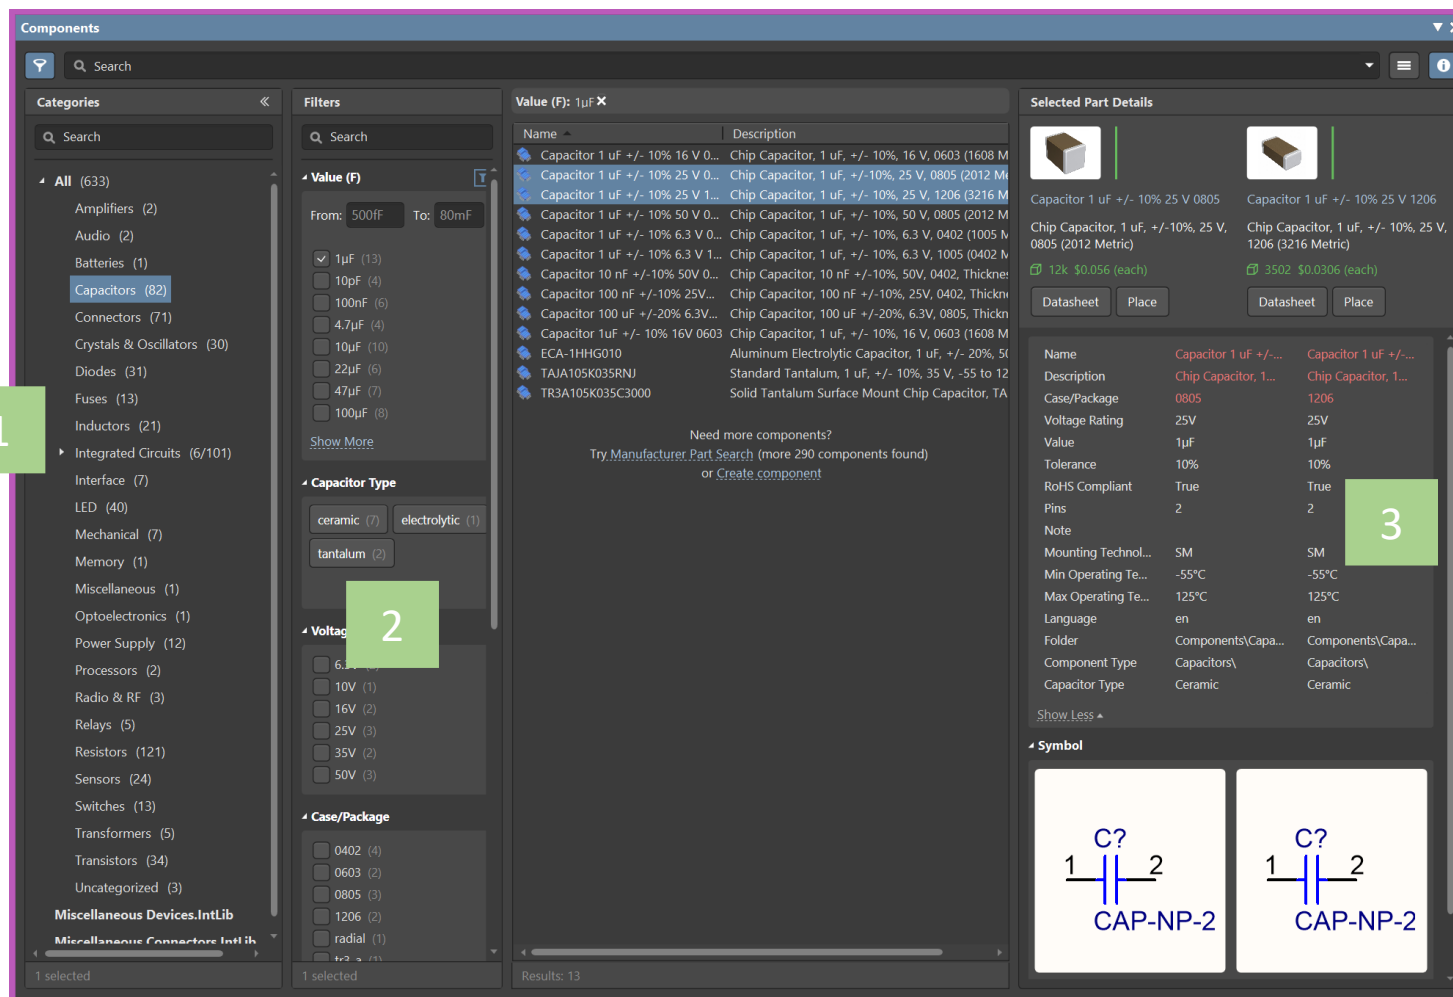 Components
Search
Categories
Search
All (633)
Amplifiers (2)
Audio (2)
Batteries (1)
Capacitors (82)
Connectors (71)
Crystals & Oscillators (30)
Diodes (31)
Fuses (13)
Inductors (21)
Integrated Circuits (6/101)
Interface (7)
LED (40)
Mechanical (7)
Memory (1)
Miscellaneous (1)
Optoelectronics (1)
Power Supply (12)
Processors (2)
Radio & RF (3)
Relays (5)
Resistors (121)
Sensors (24)
Switches (13)
Transformers (5)
Transistors (34)
Uncategorized (3)
Miscellaneous Devices.IntLib
Miscellaneous Connectors.IntLib
1 selected
1
Filters
Search
Value (F)
From: 500fF To: 80mF
1µF (13)
10pF (4)
100nF (6)
4.7µF (4)
10µF (10)
22µF (6)
47µF (7)
100µF (8)
Show More
Capacitor Type
ceramic (7) electrolytic (1)
tantalum (2)
2
10V (1)
16V (2)
25V (3)
35V (2)
50V (3)
Case/Package
0402 (4)
0603 (2)
0805 (3)
1206 (2)
radial (1)
1 selected
Value (F): 1µF
Name Description
Capacitor 1 uF +/- 10% 16 V 0... Chip Capacitor, 1 uF, +/- 10%, 16 V, 0603 (1608 M
Capacitor 1 uF +/- 10% 25 V 0... Chip Capacitor, 1 uF, +/-10%, 25 V, 0805 (2012 Me
Capacitor 1 uF +/- 10% 25 V 1... Chip Capacitor, 1 uF, +/- 10%, 25 V, 1206 (3216 M
Capacitor 1 uF +/- 10% 50 V 0... Chip Capacitor, 1 uF, +/- 10%, 50 V, 0805 (2012 M
Capacitor 1 uF +/- 10% 6.3 V 0... Chip Capacitor, 1 uF, +/- 10%, 6.3 V, 0402 (1005 M
Capacitor 1 uF +/- 10% 6.3 V 1... Chip Capacitor, 1 uF, +/- 10%, 6.3 V, 1005 (0402 M
Capacitor 10 nF +/-10% 50V 0... Chip Capacitor, 10 nF +/-10%, 50V, 0402, Thicknes
Capacitor 100 nF +/-10% 25V... Chip Capacitor, 100 nF +/-10%, 25V, 0402, Thickne
Capacitor 100 uF +/-20% 6.3V... Chip Capacitor, 100 uF +/-20%, 6.3V, 0805, Thickn
Capacitor 1uF +/- 10% 16V 0603 Chip Capacitor, 1 uF, +/- 10%, 16 V, 0603 (1608 M
ECA-1HHG010 Aluminum Electrolytic Capacitor, 1 uF, +/- 20%, 50
TAJA105K035RNJ Standard Tantalum, 1 uF, +/- 10%, 35 V, -55 to 12
TR3A105K035C3000 Solid Tantalum Surface Mount Chip Capacitor, TA
Need more components?
Try Manufacturer Part Search (more 290 components found)
or Create component
Results: 13
Selected Part Details
Capacitor 1 uF +/- 10% 25 V 0805 Capacitor 1 uF +/- 10% 25 V 1206
Chip Capacitor, 1 uF, +/-10%, 25 V, Chip Capacitor, 1 uF, +/- 10%, 25 V,
0805 (2012 Metric) 1206 (3216 Metric)
12k $0.056 (each) 3502 $0.0306 (each)
Datasheet Place Datasheet Place
Name Capacitor 1 uF +/-... Capacitor 1 uF +/-...
Description Chip Capacitor, 1... Chip Capacitor, 1...
Case/Package 0805 1206
Voltage Rating 25V 25V
Value 1µF 1µF
Tolerance 10% 10%
RoHS Compliant True True
Pins 2 2
3
Note
Mounting Technol... SM SM
Min Operating Te... -55°C -55°C
Max Operating Te... 125°C 125°C
Language en en
Folder Components\Capa... Components\Capa...
Component Type Capacitors\ Capacitors\
Capacitor Type Ceramic Ceramic
Show Less
Symbol
C? C?
1 2 1 2
CAP-NP-2 CAP-NP-2